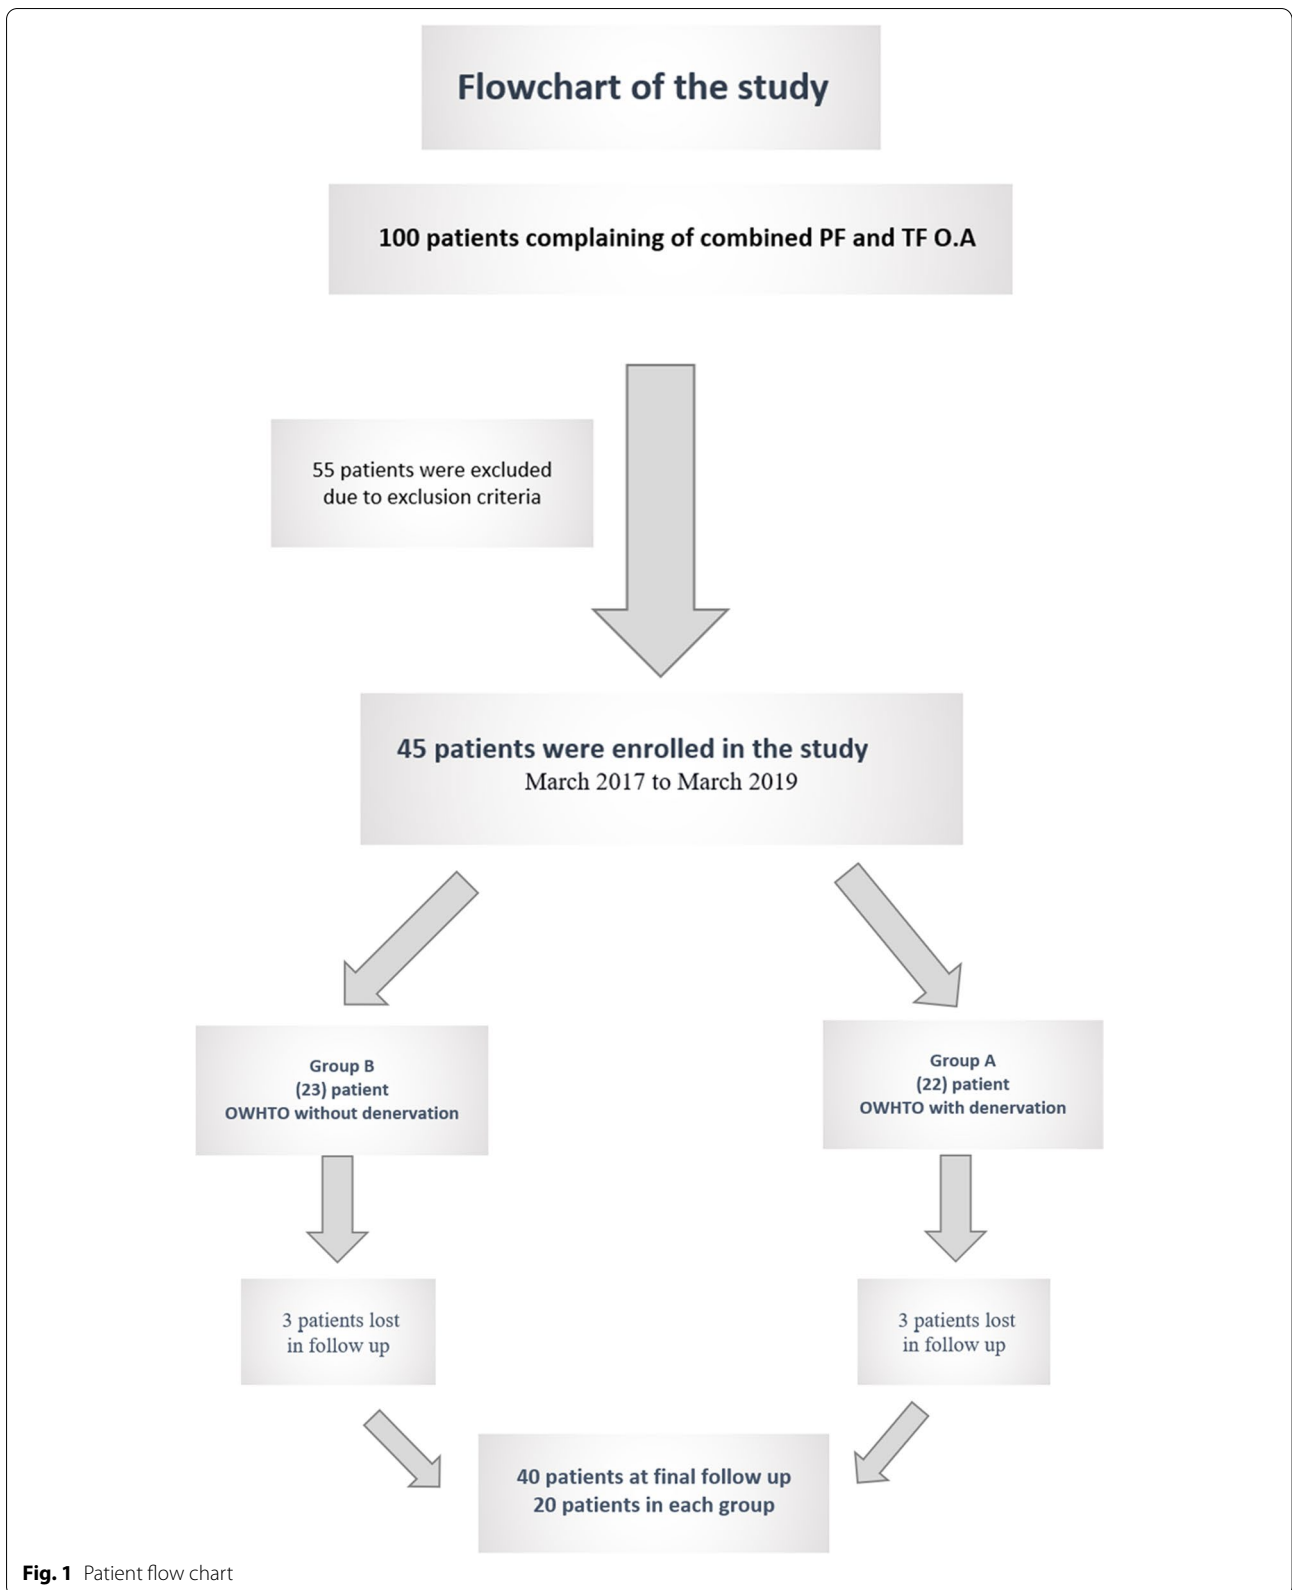 Flowchart of the study
100 patients complaining of combined PF and TF O.A
55 patients were excluded
due to exclusion criteria
45 patients were enrolled in the study
March 2017 to March 2019
Group B
(23) patient
OWHTO without denervation
Group A
(22) patient
OWHTO with denervation
3 patients lost
in follow up
3 patients lost
in follow up
40 patients at final follow up
20 patients in each group
Fig. 1 Patient flow chart